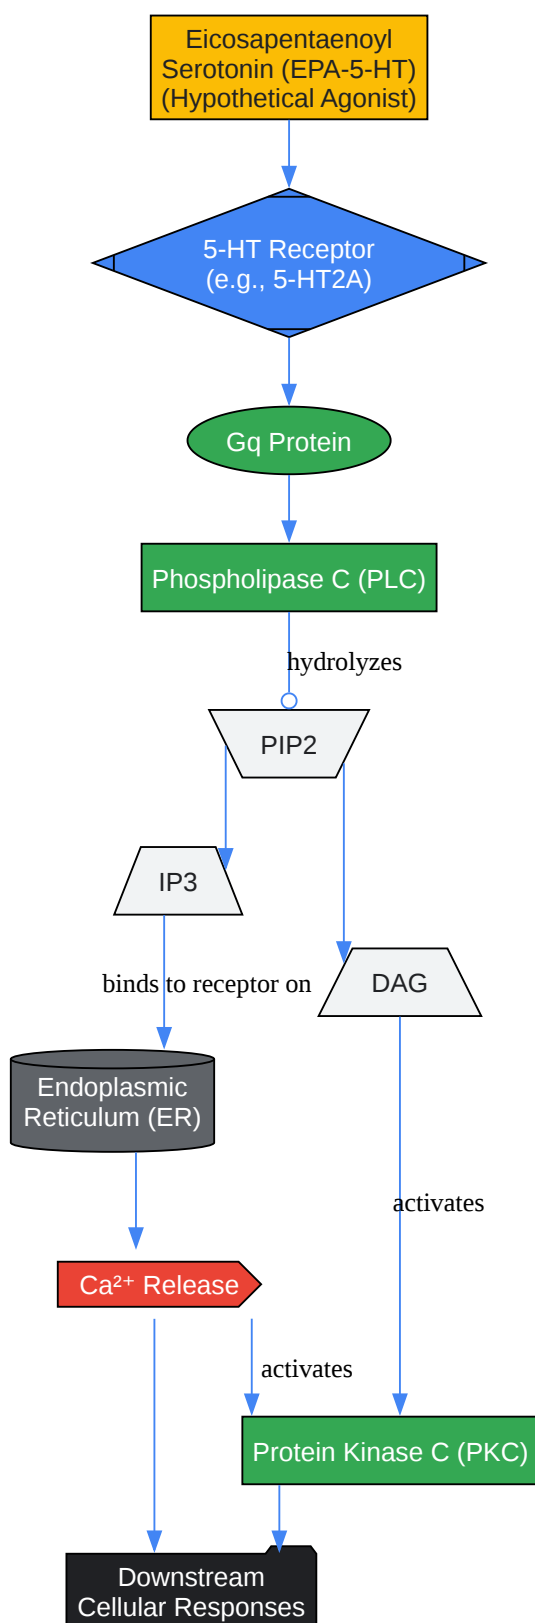 Eicosapentaenoyl
Serotonin (EPA-5-HT)
(Hypothetical Agonist)
5-HT Receptor
(e.g., 5-HT2A)
Gq Protein
Phospholipase C (PLC)
hydrolyzes
PIP2
IP3
binds to receptor on
DAG
Endoplasmic
Reticulum (ER)
activates
Ca²⁺ Release
activates
Protein Kinase C (PKC)
Downstream
Cellular Responses